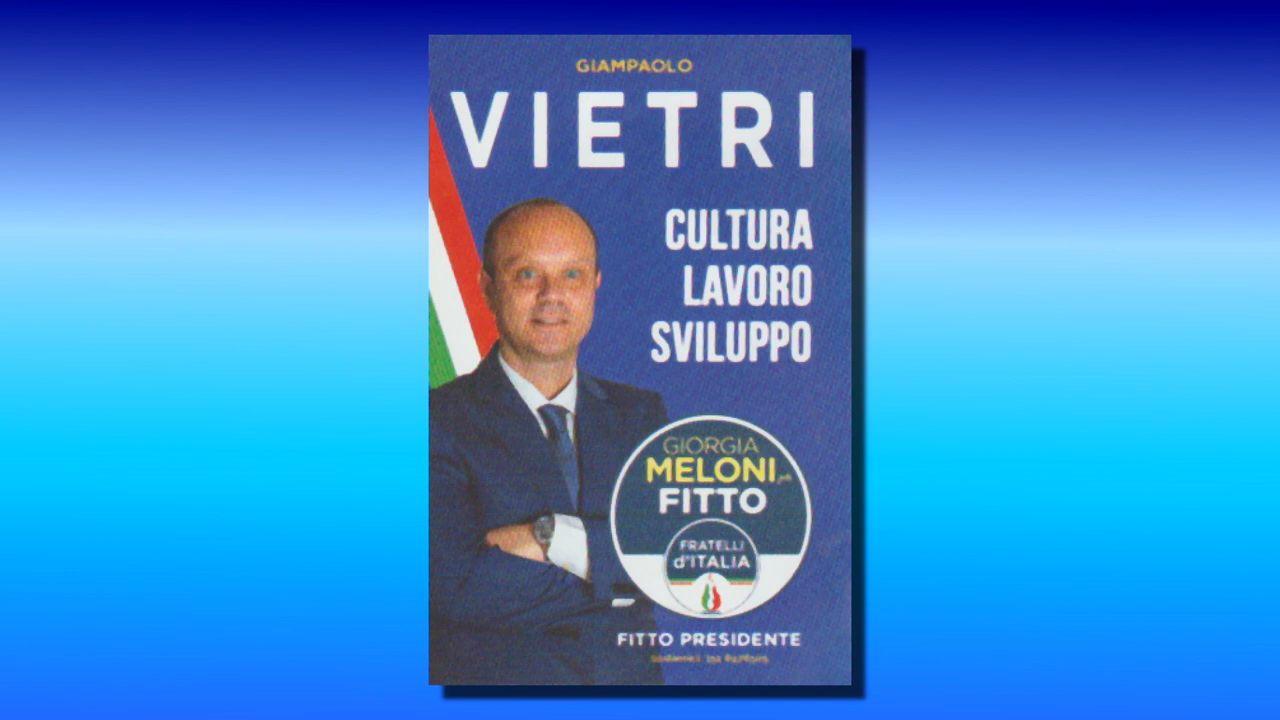 GIAMPAOLO
VIETRI
CULTURA
LAVORO
SVILUPPO
GIORGIA
MELONI
FITTO
FRATELLI
d'ITALIA
FITTO PRESIDENTE